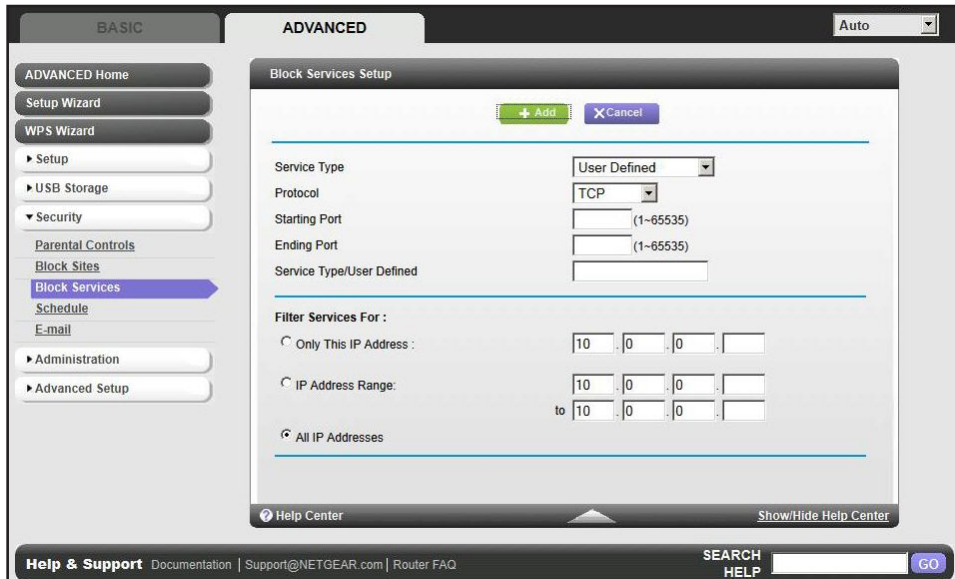 BASIC
ADVANCED
Auto
ADVANCED Home
Setup Wizard
WPS Wizard
Setup
USB Storage
Security
Parental Controls
Block Sites
Block Services
Schedule
E-mail
Administration
Advanced Setup
Block Services Setup
+ Add
X Cancel
Service Type
User Defined
Protocol
TCP
Starting Port
(1~65535)
Ending Port
(1~65535)
Service Type/User Defined
Filter Services For :
Only This IP Address :
10 . 0 . 0 .
IP Address Range:
10 . 0 . 0 .
to 10 . 0 . 0 .
All IP Addresses
? Help Center
Show/Hide Help Center
Help & Support Documentation | Support@NETGEAR.com | Router FAQ
SEARCH HELP
GO